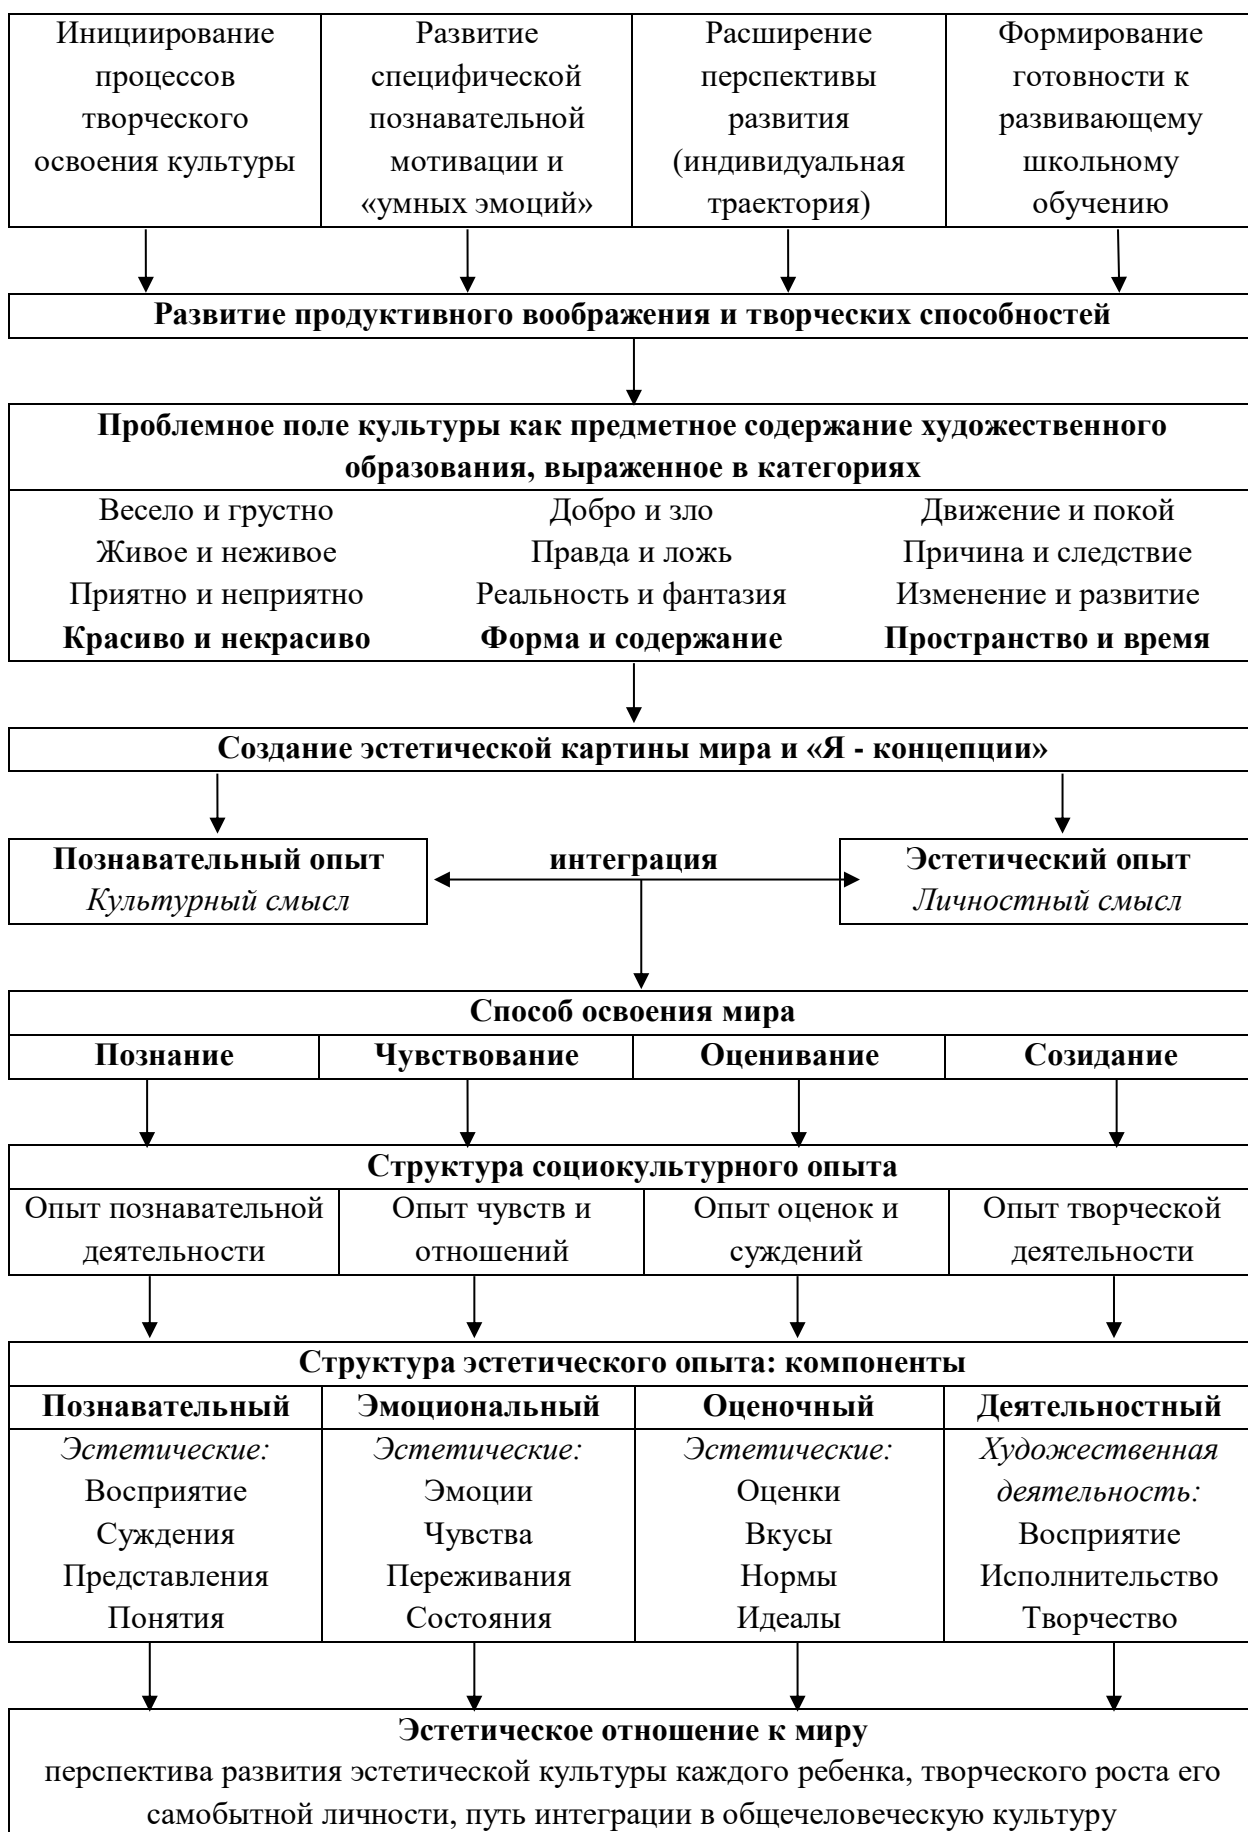 Инициирование
процессов
творческого
освоения культуры
Развитие
специфической
познавательной
мотивации и
«умных эмоций»
Расширение
перспективы
развития
(индивидуальная
траектория)
Формирование
готовности к
развивающему
школьному
обучению
Развитие продуктивного воображения и творческих способностей
Проблемное поле культуры как предметное содержание художественного
образования, выраженное в категориях
Весело и грустно
Живое и неживое
Приятно и неприятно
Красиво и некрасиво
Добро и зло
Правда и ложь
Реальность и фантазия
Форма и содержание
Движение и покой
Причина и следствие
Изменение и развитие
Пространство и время
Создание эстетической картины мира и «Я - концепции»
Познавательный опыт
Культурный смысл
интеграция
Эстетический опыт
Личностный смысл
Способ освоения мира
Познание
Чувствование
Оценивание
Созидание
Структура социокультурного опыта
Опыт познавательной
деятельности
Опыт чувств и
отношений
Опыт оценок и
суждений
Опыт творческой
деятельности
Структура эстетического опыта: компоненты
Познавательный
Эмоциональный
Оценочный
Деятельностный
Эстетические:
Восприятие
Суждения
Представления
Понятия
Эстетические:
Эмоции
Чувства
Переживания
Состояния
Эстетические:
Оценки
Вкусы
Нормы
Идеалы
Художественная
деятельность:
Восприятие
Исполнительство
Творчество
Эстетическое отношение к миру
перспектива развития эстетической культуры каждого ребенка, творческого роста его
самобытной личности, путь интеграции в общечеловеческую культуру